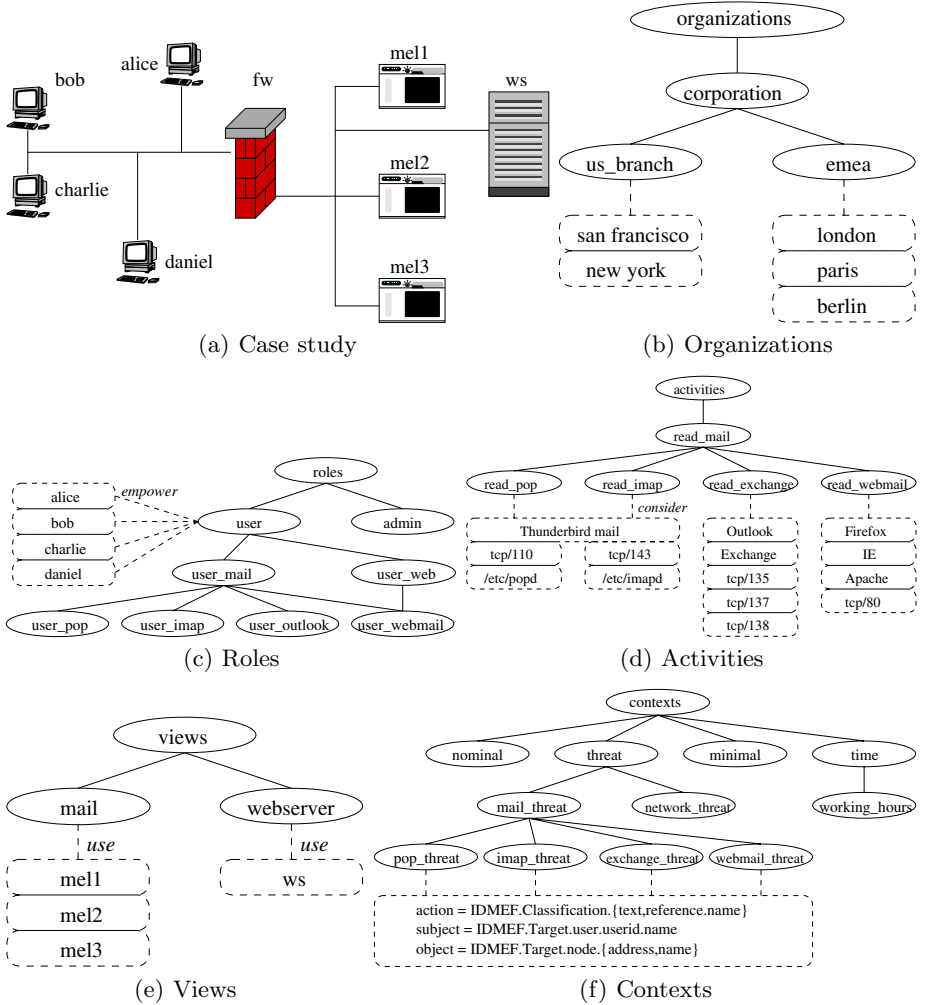 alice
bob
fw
mel1
ws
mel2
charlie
daniel
mel3
(a) Case study
organizations
corporation
us_branch
emea
san francisco
new york
london
paris
berlin
(b) Organizations
roles
alice
empower
bob
user
admin
charlie
daniel
user_mail
user_web
user_pop
user_imap
user_outlook
user_webmail
(c) Roles
activities
read_mail
read_pop
read_imap
read_exchange
read_webmail
consider
Thunderbird mail
tcp/110
tcp/143
/etc/popd
/etc/imapd
Outlook
Exchange
tcp/135
tcp/137
tcp/138
Firefox
IE
Apache
tcp/80
(d) Activities
views
mail
webserver
use
use
mel1
mel2
mel3
ws
(e) Views
contexts
nominal
threat
minimal
time
mail_threat
network_threat
working_hours
pop_threat
imap_threat
exchange_threat
webmail_threat
action = IDMEF.Classification.{text,reference.name}
subject = IDMEF.Target.user.userid.name
object = IDMEF.Target.node.{address,name}
(f) Contexts